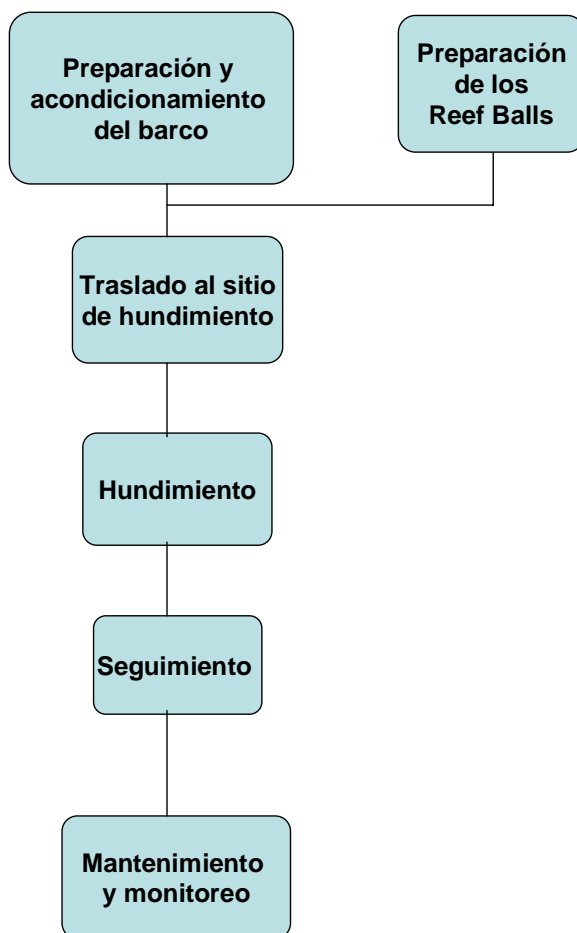 Preparación y
acondicionamiento
del barco
Preparación
de los
Reef Balls
Traslado al sitio
de hundimiento
Hundimiento
Seguimiento
Mantenimiento
y monitoreo